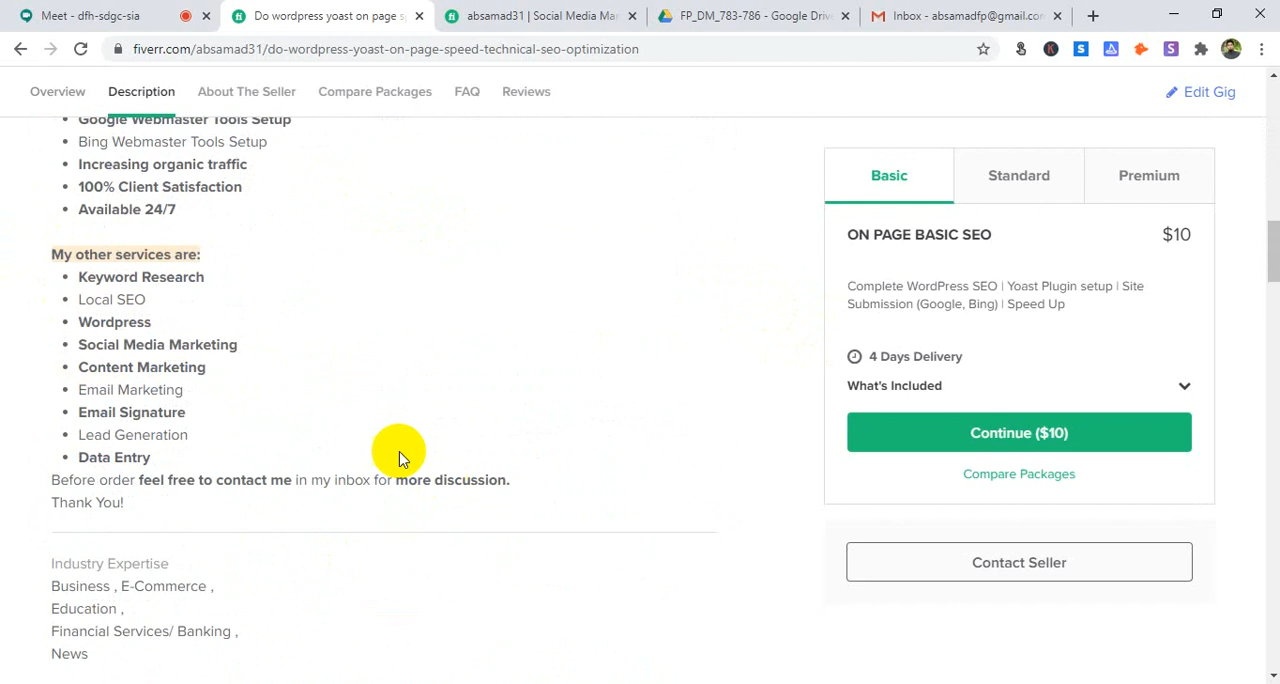 Meet - dfh-sdgc-sia
Do wordpress yoast on page s
absamad31 | Social Media Mar
FP_DM_783-786 - Google Drive
Inbox - absamadfp@gmail.com
fiverr.com/absamad31/do-wordpress-yoast-on-page-speed-technical-seo-optimization
Overview
Description
About The Seller
Compare Packages
FAQ
Reviews
Edit Gig
Google Webmaster Tools Setup
Bing Webmaster Tools Setup
Increasing organic traffic
100% Client Satisfaction
Available 24/7
My other services are:
Keyword Research
Local SEO
Wordpress
Social Media Marketing
Content Marketing
Email Marketing
Email Signature
Lead Generation
Data Entry
Before order feel free to contact me in my inbox for more discussion.
Thank You!
Industry Expertise
Business , E-Commerce ,
Education ,
Financial Services/ Banking ,
News
Basic
Standard
Premium
ON PAGE BASIC SEO
$10
Complete WordPress SEO | Yoast Plugin setup | Site
Submission (Google, Bing) | Speed Up
4 Days Delivery
What's Included
Continue ($10)
Compare Packages
Contact Seller